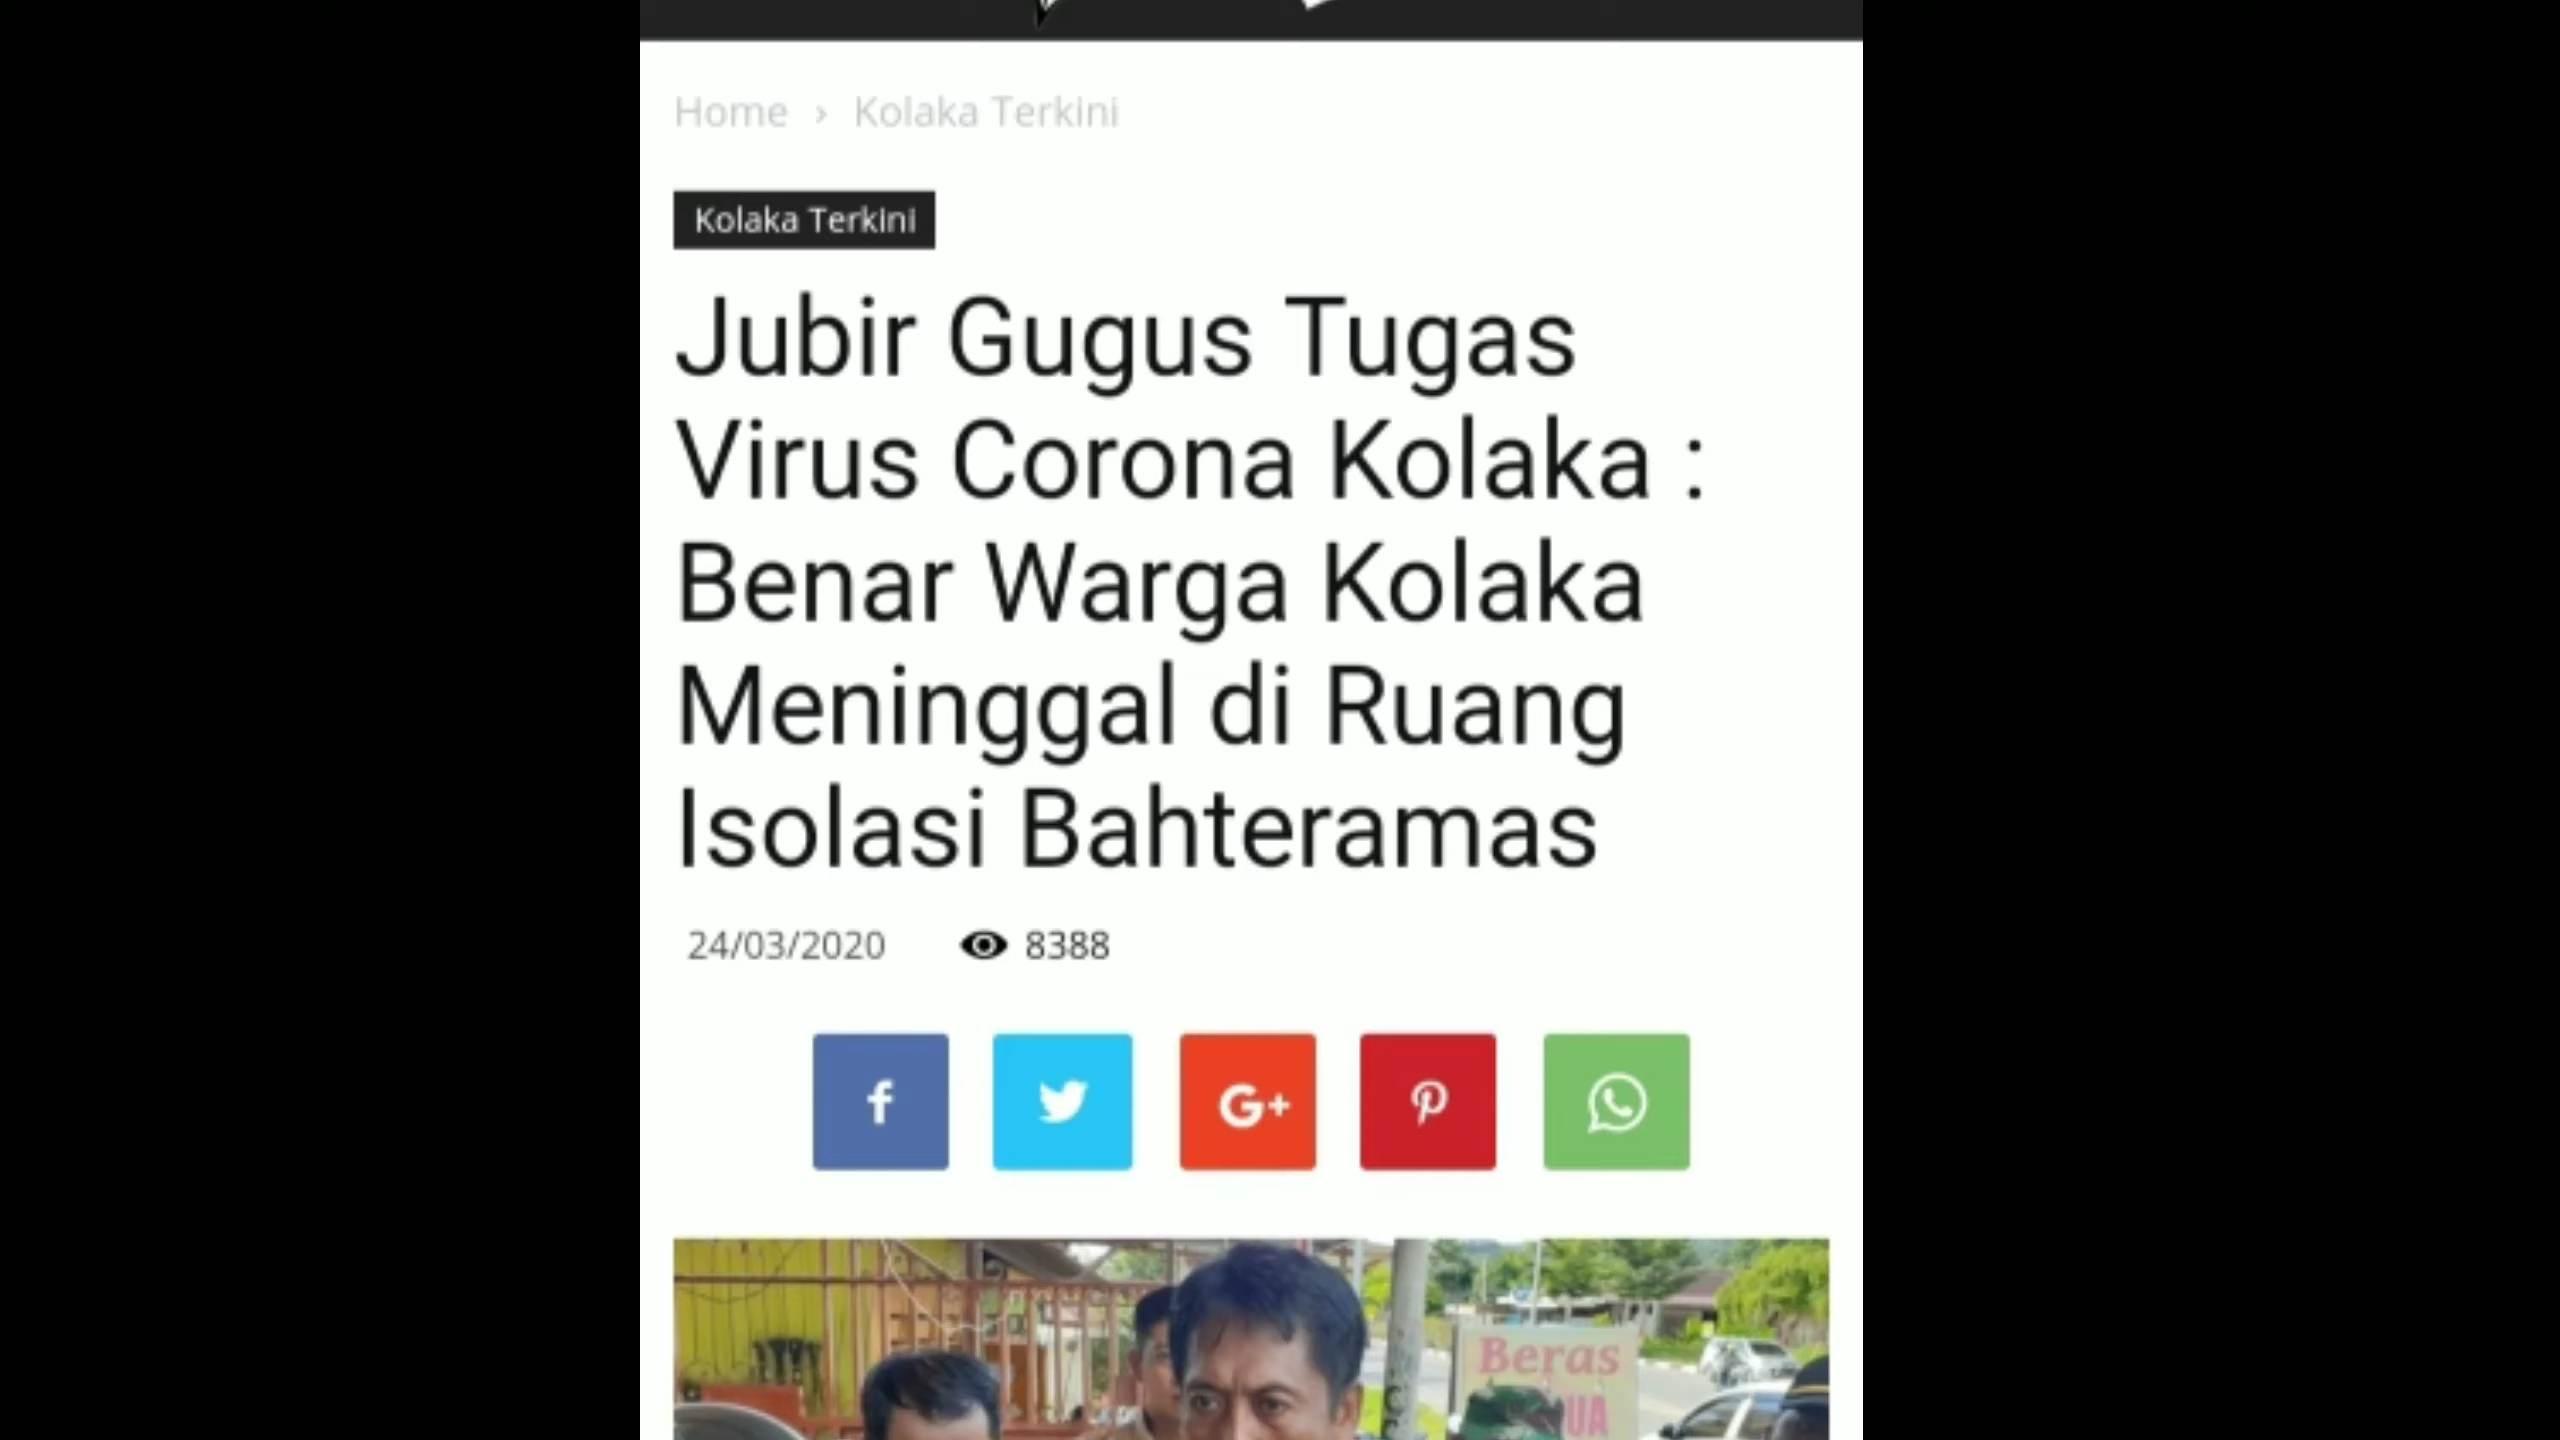 Home › Kolaka Terkini
Kolaka Terkini
Jubir Gugus Tugas
Virus Corona Kolaka :
Benar Warga Kolaka
Meninggal di Ruang
Isolasi Bahteramas
24/03/2020 8388
f G+
Beras
UA